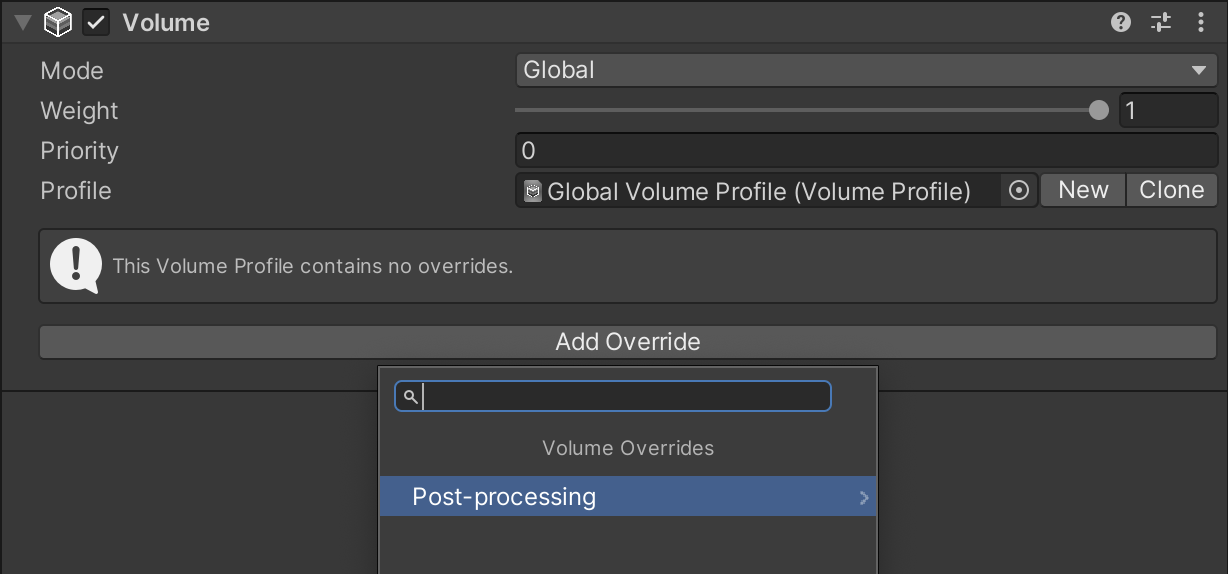 Volume
Mode Global
Weight 1
Priority 0
Profile Global Volume Profile (Volume Profile) New Clone
This Volume Profile contains no overrides.
Add Override
Volume Overrides
Post-processing